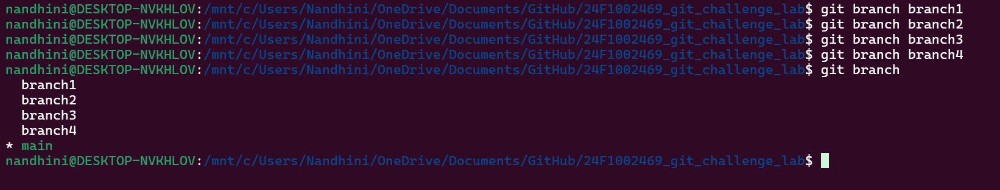 nandhini@DESKTOP-NVKHLOV:/mnt/c/Users/Nandhini/OneDrive/Documents/GitHub/24F1002469_git_challenge_lab$ git branch branch1
nandhini@DESKTOP-NVKHLOV:/mnt/c/Users/Nandhini/OneDrive/Documents/GitHub/24F1002469_git_challenge_lab$ git branch branch2
nandhini@DESKTOP-NVKHLOV:/mnt/c/Users/Nandhini/OneDrive/Documents/GitHub/24F1002469_git_challenge_lab$ git branch branch3
nandhini@DESKTOP-NVKHLOV:/mnt/c/Users/Nandhini/OneDrive/Documents/GitHub/24F1002469_git_challenge_lab$ git branch branch4
nandhini@DESKTOP-NVKHLOV:/mnt/c/Users/Nandhini/OneDrive/Documents/GitHub/24F1002469_git_challenge_lab$ git branch
  branch1
  branch2
  branch3
  branch4
* main
nandhini@DESKTOP-NVKHLOV:/mnt/c/Users/Nandhini/OneDrive/Documents/GitHub/24F1002469_git_challenge_lab$